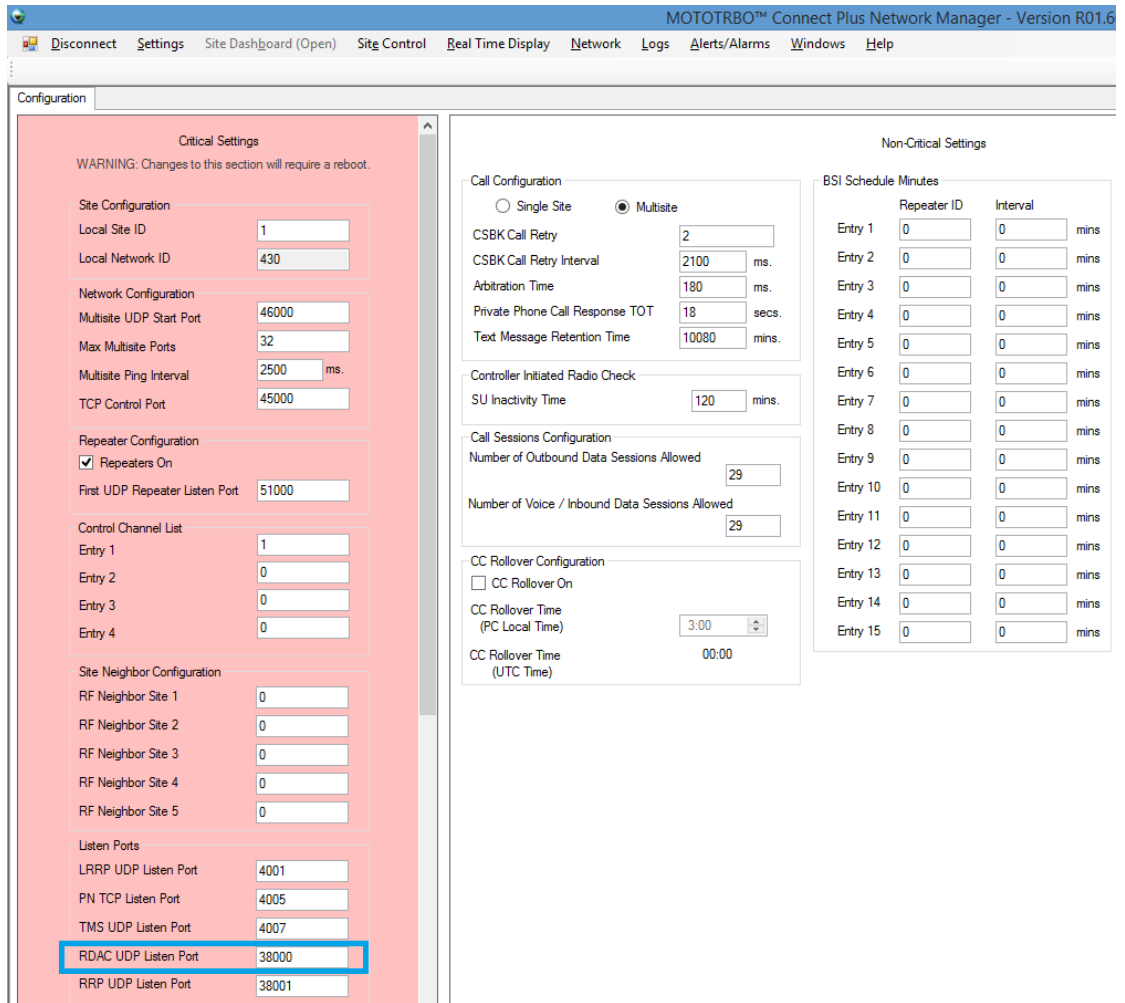 MOTOTRBO™ Connect Plus Network Manager - Version R01.6
Disconnect Settings Site Dashboard (Open) Site Control Real Time Display Network Logs Alerts/Alarms Windows Help
Configuration
Critical Settings
WARNING: Changes to this section will require a reboot.
Site Configuration
Local Site ID 1
Local Network ID 430
Network Configuration
Multisite UDP Start Port 46000
Max Multisite Ports 32
Multisite Ping Interval 2500 ms.
TCP Control Port 45000
Repeater Configuration
Repeaters On
First UDP Repeater Listen Port 51000
Control Channel List
Entry 1 1
Entry 2 0
Entry 3 0
Entry 4 0
Site Neighbor Configuration
RF Neighbor Site 1 0
RF Neighbor Site 2 0
RF Neighbor Site 3 0
RF Neighbor Site 4 0
RF Neighbor Site 5 0
Listen Ports
LRRP UDP Listen Port 4001
PN TCP Listen Port 4005
TMS UDP Listen Port 4007
RDAC UDP Listen Port 38000
RRP UDP Listen Port 38001
Non-Critical Settings
Call Configuration
Single Site Multisite
CSBK Call Retry 2
CSBK Call Retry Interval 2100 ms.
Arbitration Time 180 ms.
Private Phone Call Response TOT 18 secs.
Text Message Retention Time 10080 mins.
Controller Initiated Radio Check
SU Inactivity Time 120 mins.
Call Sessions Configuration
Number of Outbound Data Sessions Allowed
29
Number of Voice / Inbound Data Sessions Allowed
29
CC Rollover Configuration
CC Rollover On
CC Rollover Time
(PC Local Time) 3:00
CC Rollover Time 00:00
(UTC Time)
BSI Schedule Minutes
Repeater ID Interval
Entry 1 0 0 mins
Entry 2 0 0 mins
Entry 3 0 0 mins
Entry 4 0 0 mins
Entry 5 0 0 mins
Entry 6 0 0 mins
Entry 7 0 0 mins
Entry 8 0 0 mins
Entry 9 0 0 mins
Entry 10 0 0 mins
Entry 11 0 0 mins
Entry 12 0 0 mins
Entry 13 0 0 mins
Entry 14 0 0 mins
Entry 15 0 0 mins